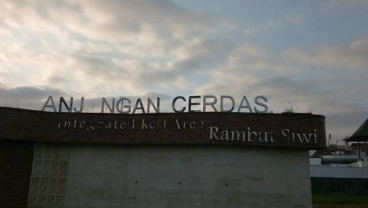 ANJ NGAN CERDAS
Integrated Rest Area
Rambut Siwi